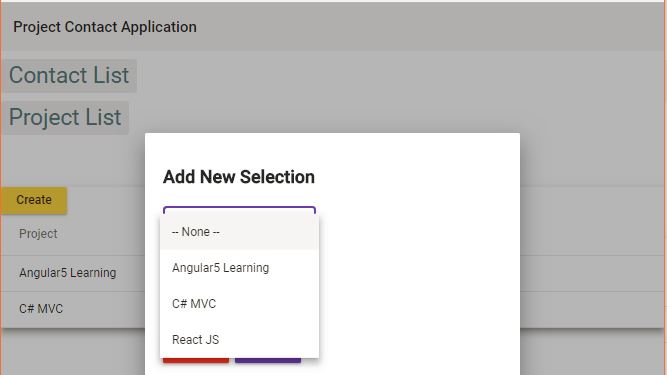 Project Contact Application
Contact List
Project List
Add New Selection
Create
-- None --
Project
Angular5 Learning
Angular5 Learning
C# MVC
C# MVC
React JS